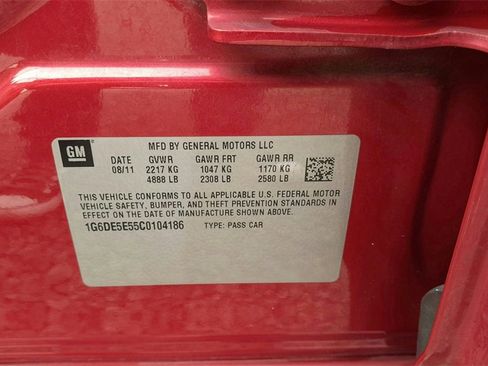 GM
MFD BY GENERAL MOTORS LLC
DATE GVWR GAWR FRT GAWR RR
08/11 2217 KG 1047 KG 1170 KG
4888 LB 2308 LB 2580 LB
THIS VEHICLE CONFORMS TO ALL APPLICABLE U.S. FEDERAL MOTOR
VEHICLE SAFETY, BUMPER, AND THEFT PREVENTION STANDARDS
IN EFFECT ON THE DATE OF MANUFACTURE SHOWN ABOVE.
1G6DE5E55C0104186 TYPE: PASS CAR